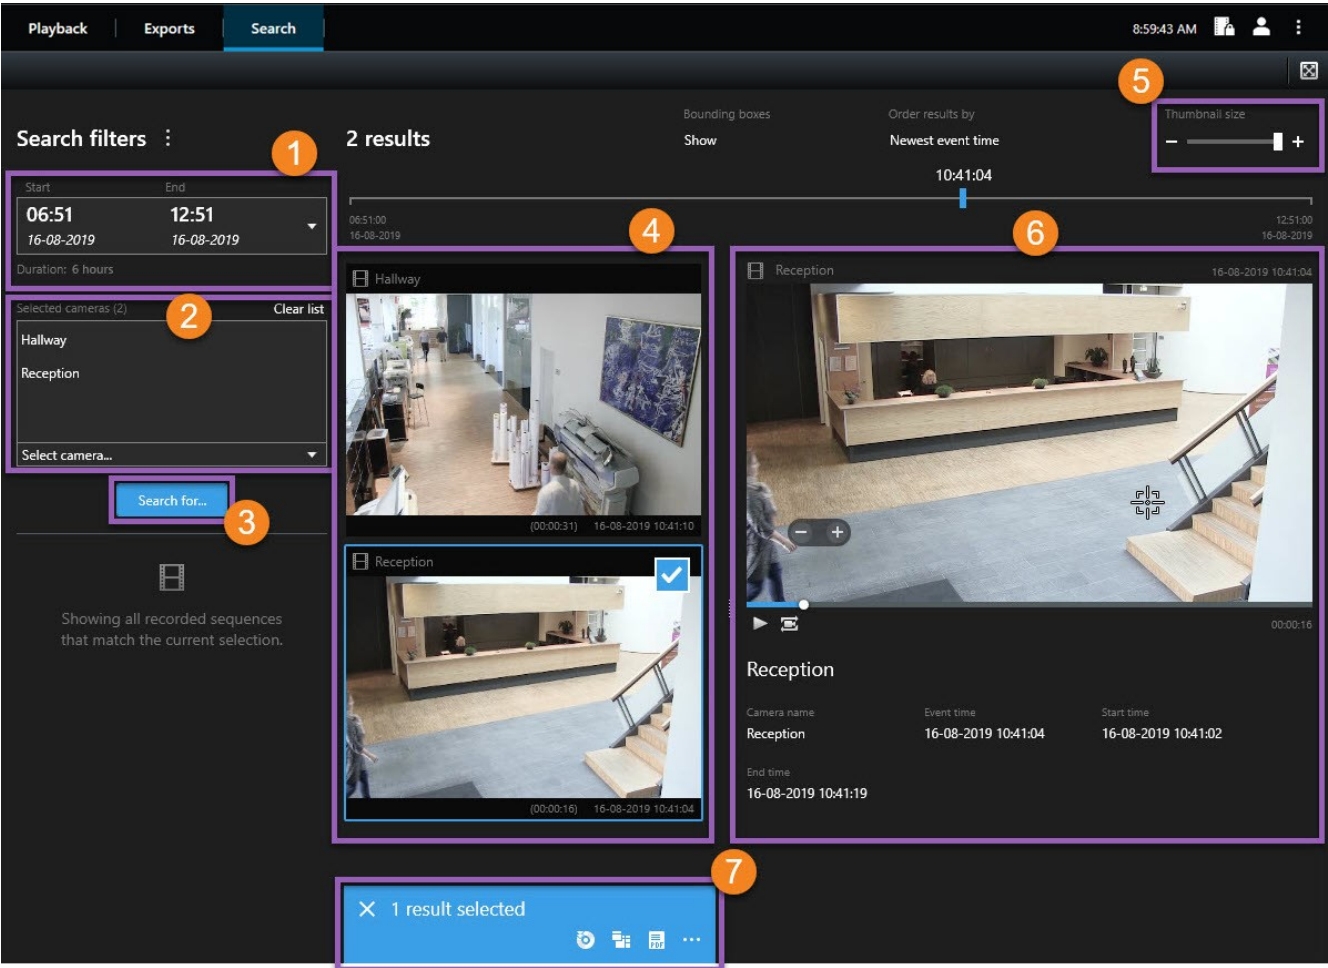 Playback
Exports
Search
8:59:43 AM
5
Search filters
2 results
Bounding boxes
Show
Order results by
Newest event time
Thumbnail size
− +
1
Start End
06:51 12:51
16-08-2019 16-08-2019
Duration: 6 hours
10:41:04
06:51:00
16-08-2019
12:51:00
16-08-2019
2
Selected cameras (2) Clear list
Hallway
Reception
Select camera...
Search for...
3
Showing all recorded sequences
that match the current selection.
4
Hallway
(00:00:31) 16-08-2019 10:41:10
Reception
(00:00:16) 16-08-2019 10:41:04
6
Reception 16-08-2019 10:41:04
− +
00:00:16
Reception
Camera name Event time Start time
Reception 16-08-2019 10:41:04 16-08-2019 10:41:02
End time
16-08-2019 10:41:19
7
1 result selected
PDF